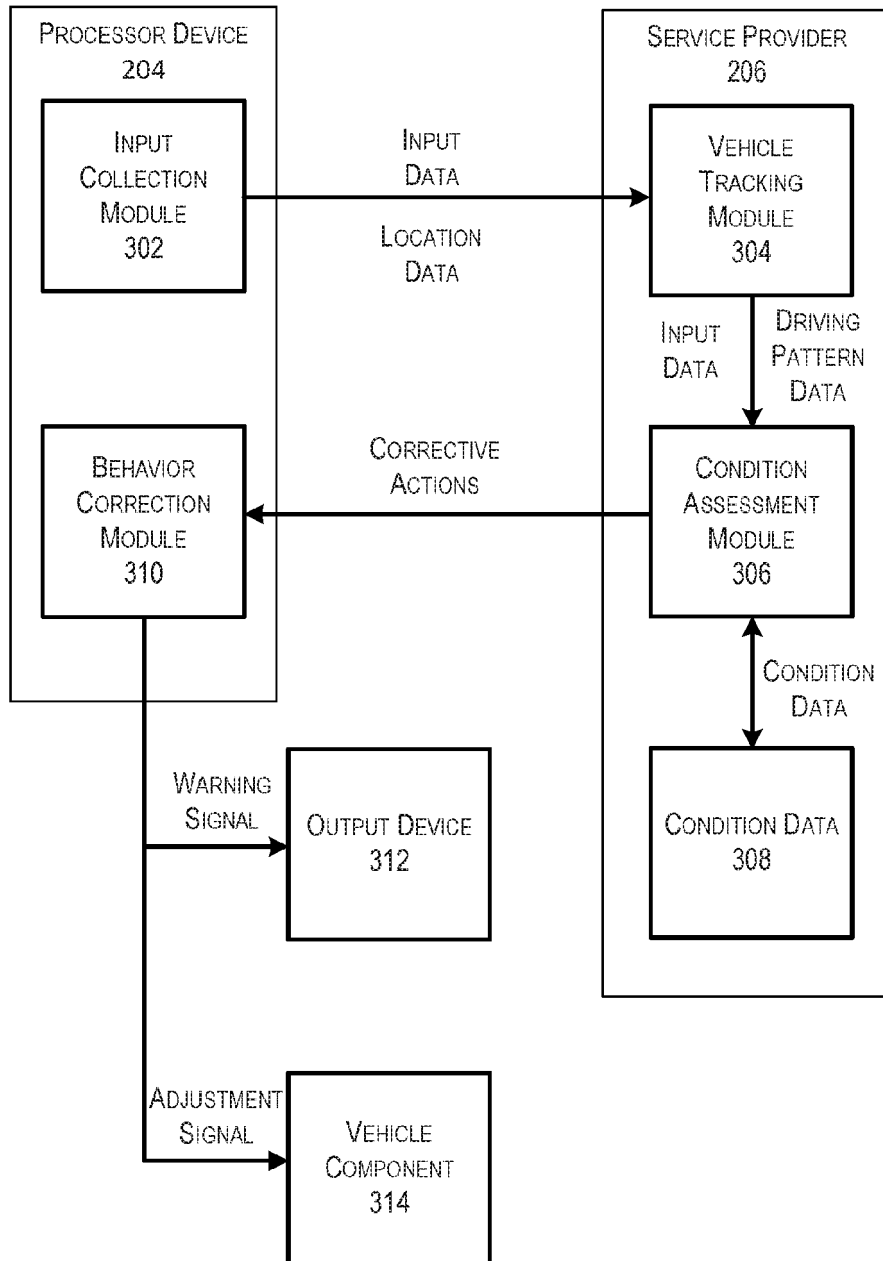 PROCESSOR DEVICE
204
INPUT
COLLECTION
MODULE
302
INPUT
DATA
LOCATION
DATA
SERVICE PROVIDER
206
VEHICLE
TRACKING
MODULE
304
INPUT
DATA
DRIVING
PATTERN
DATA
BEHAVIOR
CORRECTION
MODULE
310
CORRECTIVE
ACTIONS
CONDITION
ASSESSMENT
MODULE
306
CONDITION
DATA
WARNING
SIGNAL
OUTPUT DEVICE
312
CONDITION DATA
308
ADJUSTMENT
SIGNAL
VEHICLE
COMPONENT
314